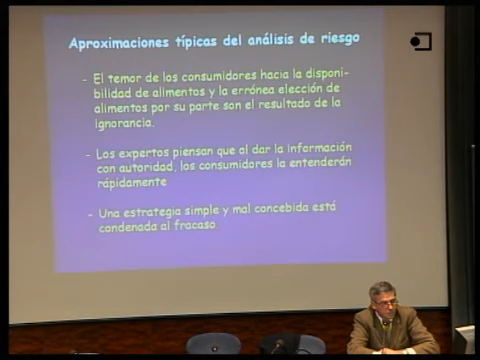 Aproximaciones típicas del análisis de riesgo
- El temor de los consumidores hacia la disponi-
bilidad de alimentos y la errónea elección de
alimentos por su parte son el resultado de la
ignorancia.
- Los expertos piensan que al dar la información
con autoridad, los consumidores la entenderán
rápidamente
- Una estrategia simple y mal concebida está
condenada al fracaso